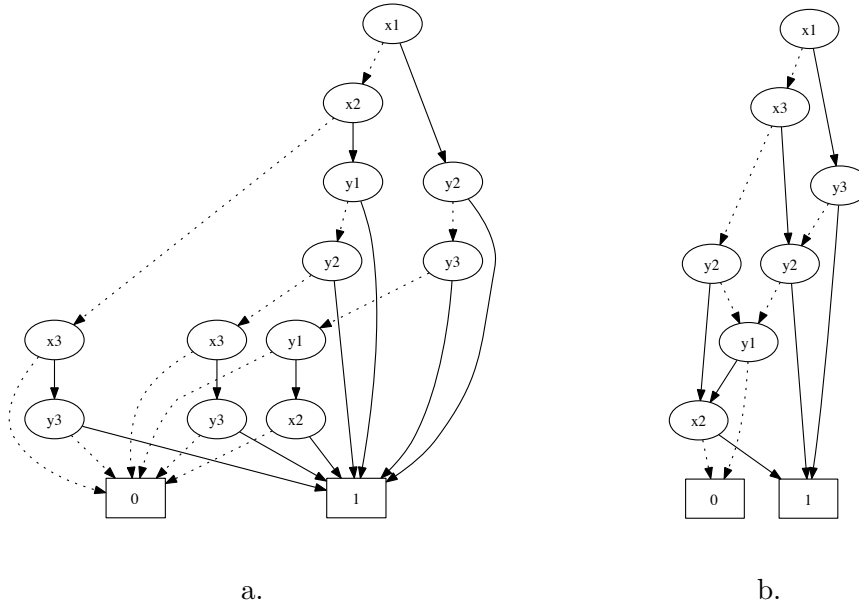 x1 x1
x2 x3
y1 y2 y3
y2 y3 y2 y2
x3 x3 y1 y1
y3 y3 x2 x2
0 1 0 1
a. b.